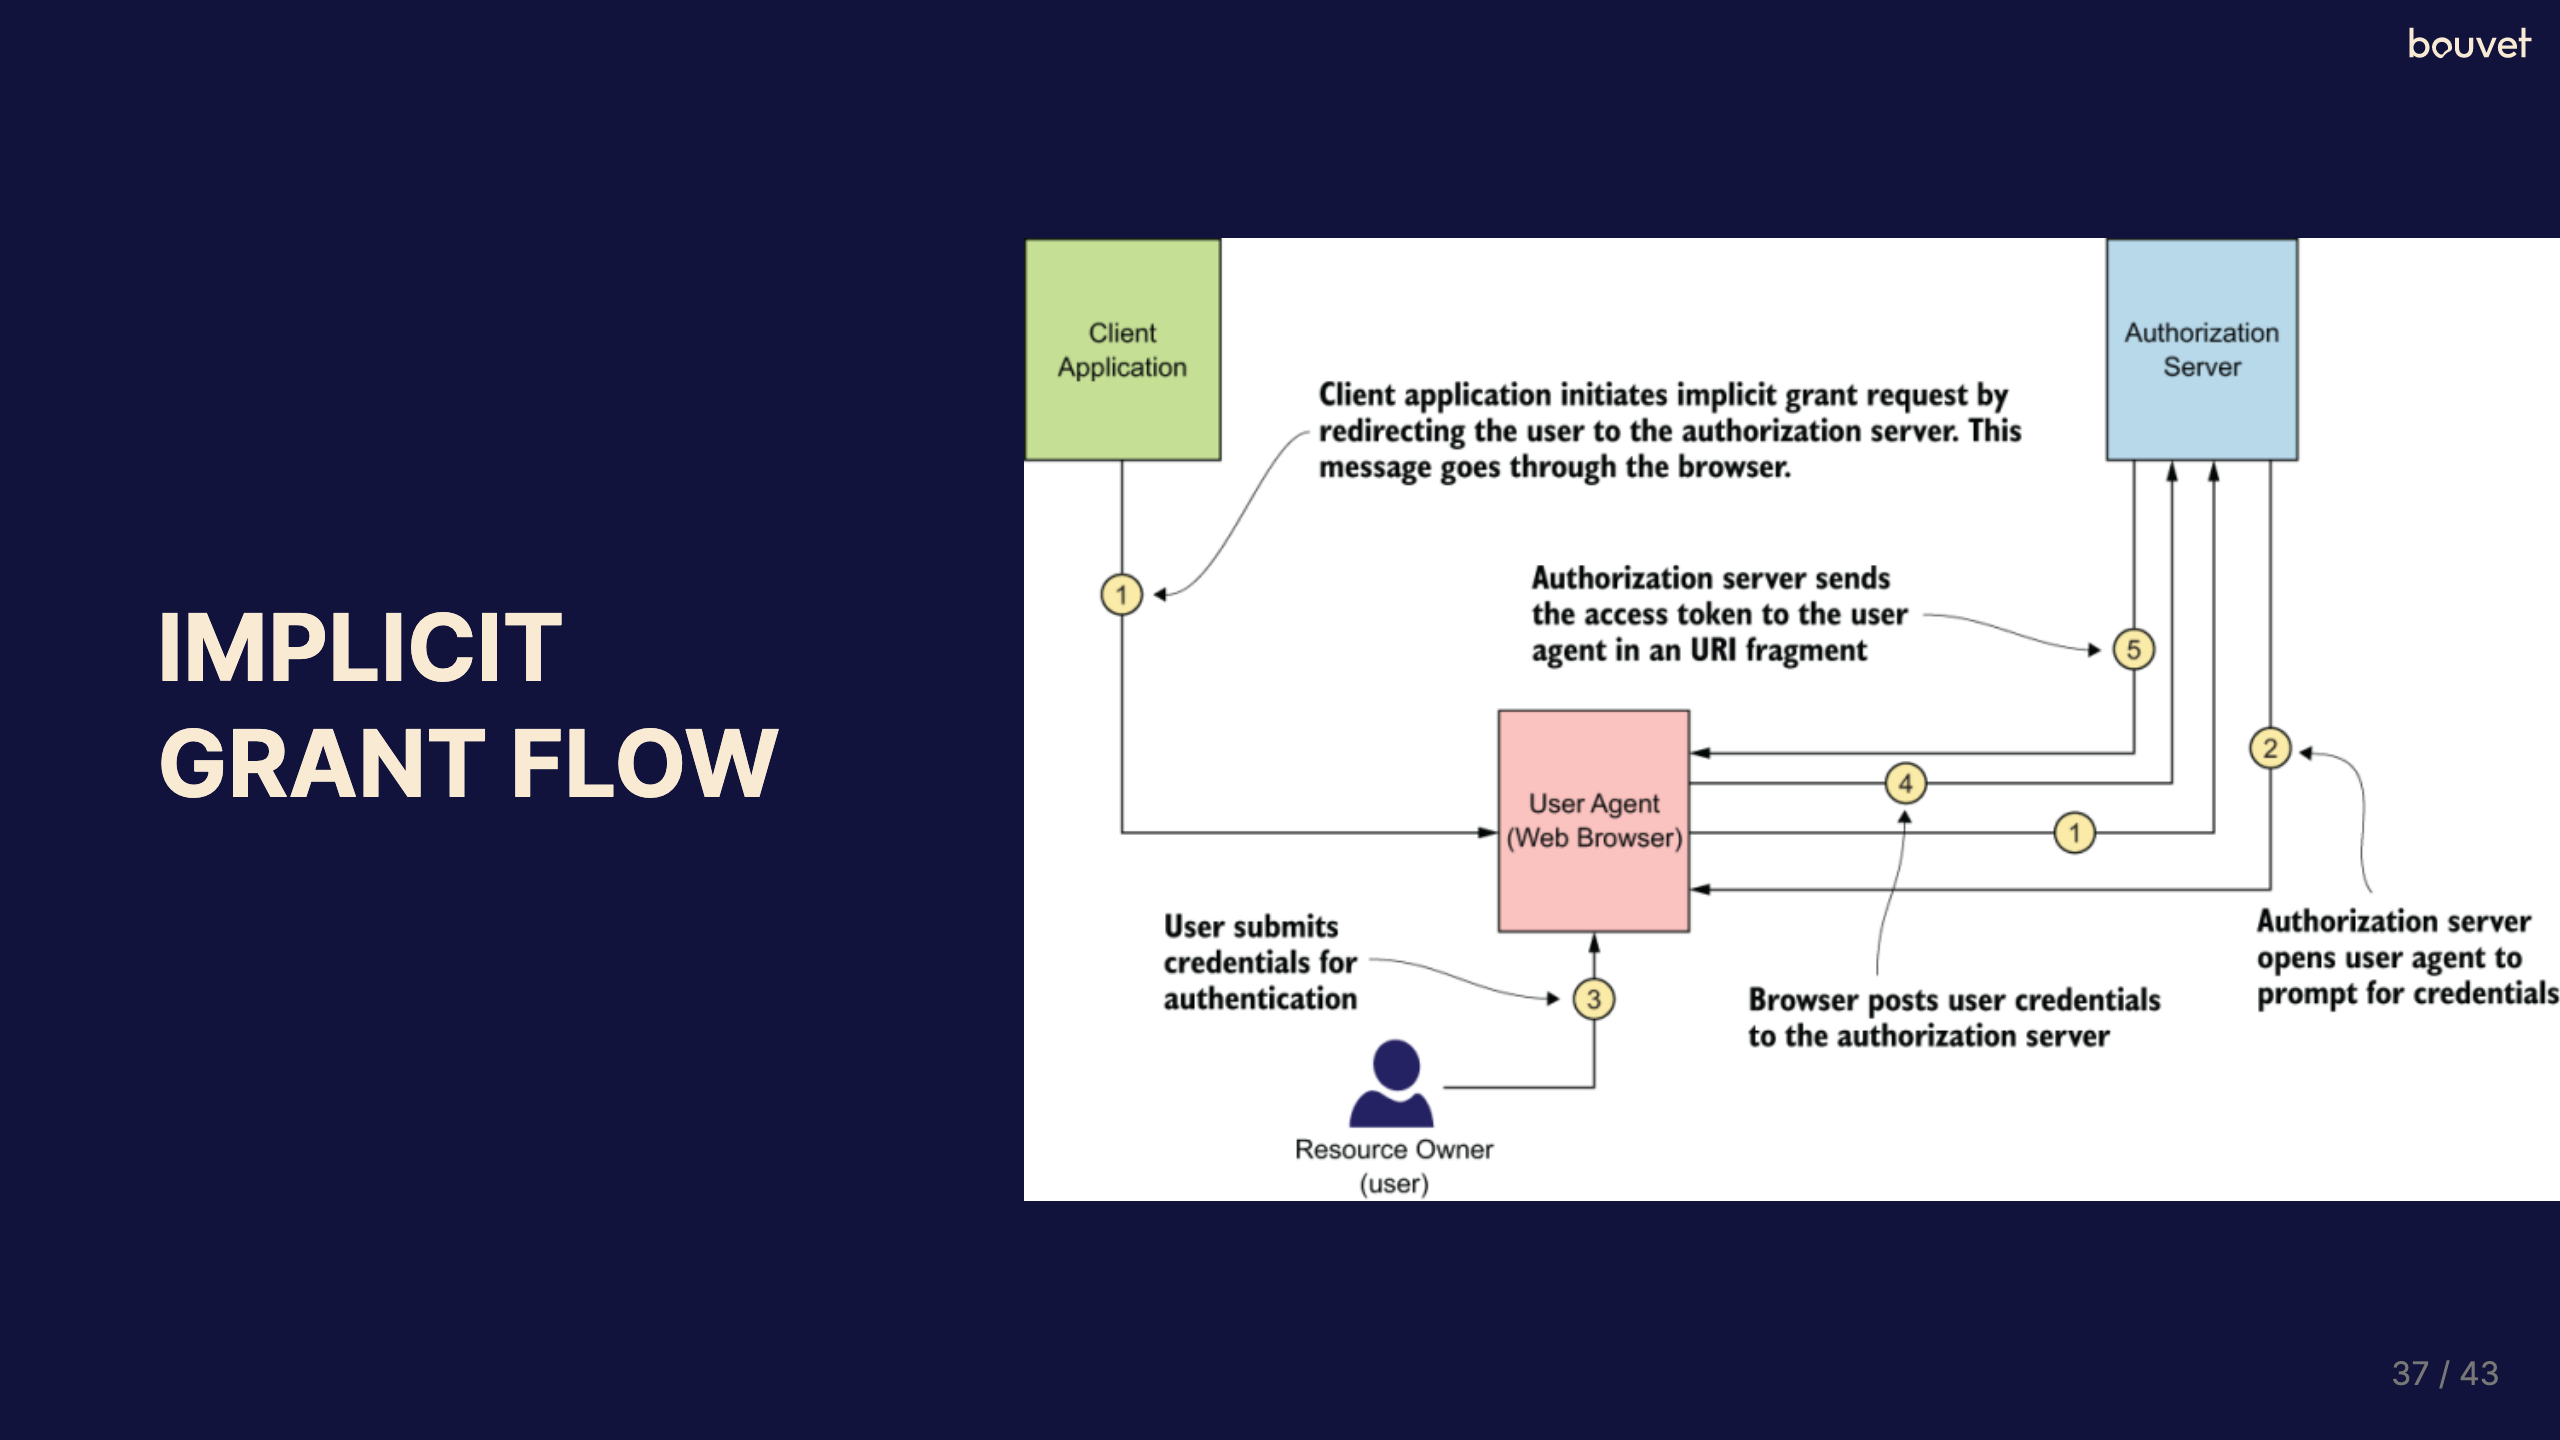 bouvet
IMPLICIT
GRANT FLOW
Client
Application
Authorization
Server
Client application initiates implicit grant request by
redirecting the user to the authorization server. This
message goes through the browser.
1
Authorization server sends
the access token to the user
agent in an URI fragment
5
2
4
User Agent
(Web Browser)
1
User submits
credentials for
authentication
3
Authorization server
opens user agent to
prompt for credentials
Browser posts user credentials
to the authorization server
Resource Owner
(user)
37 / 43